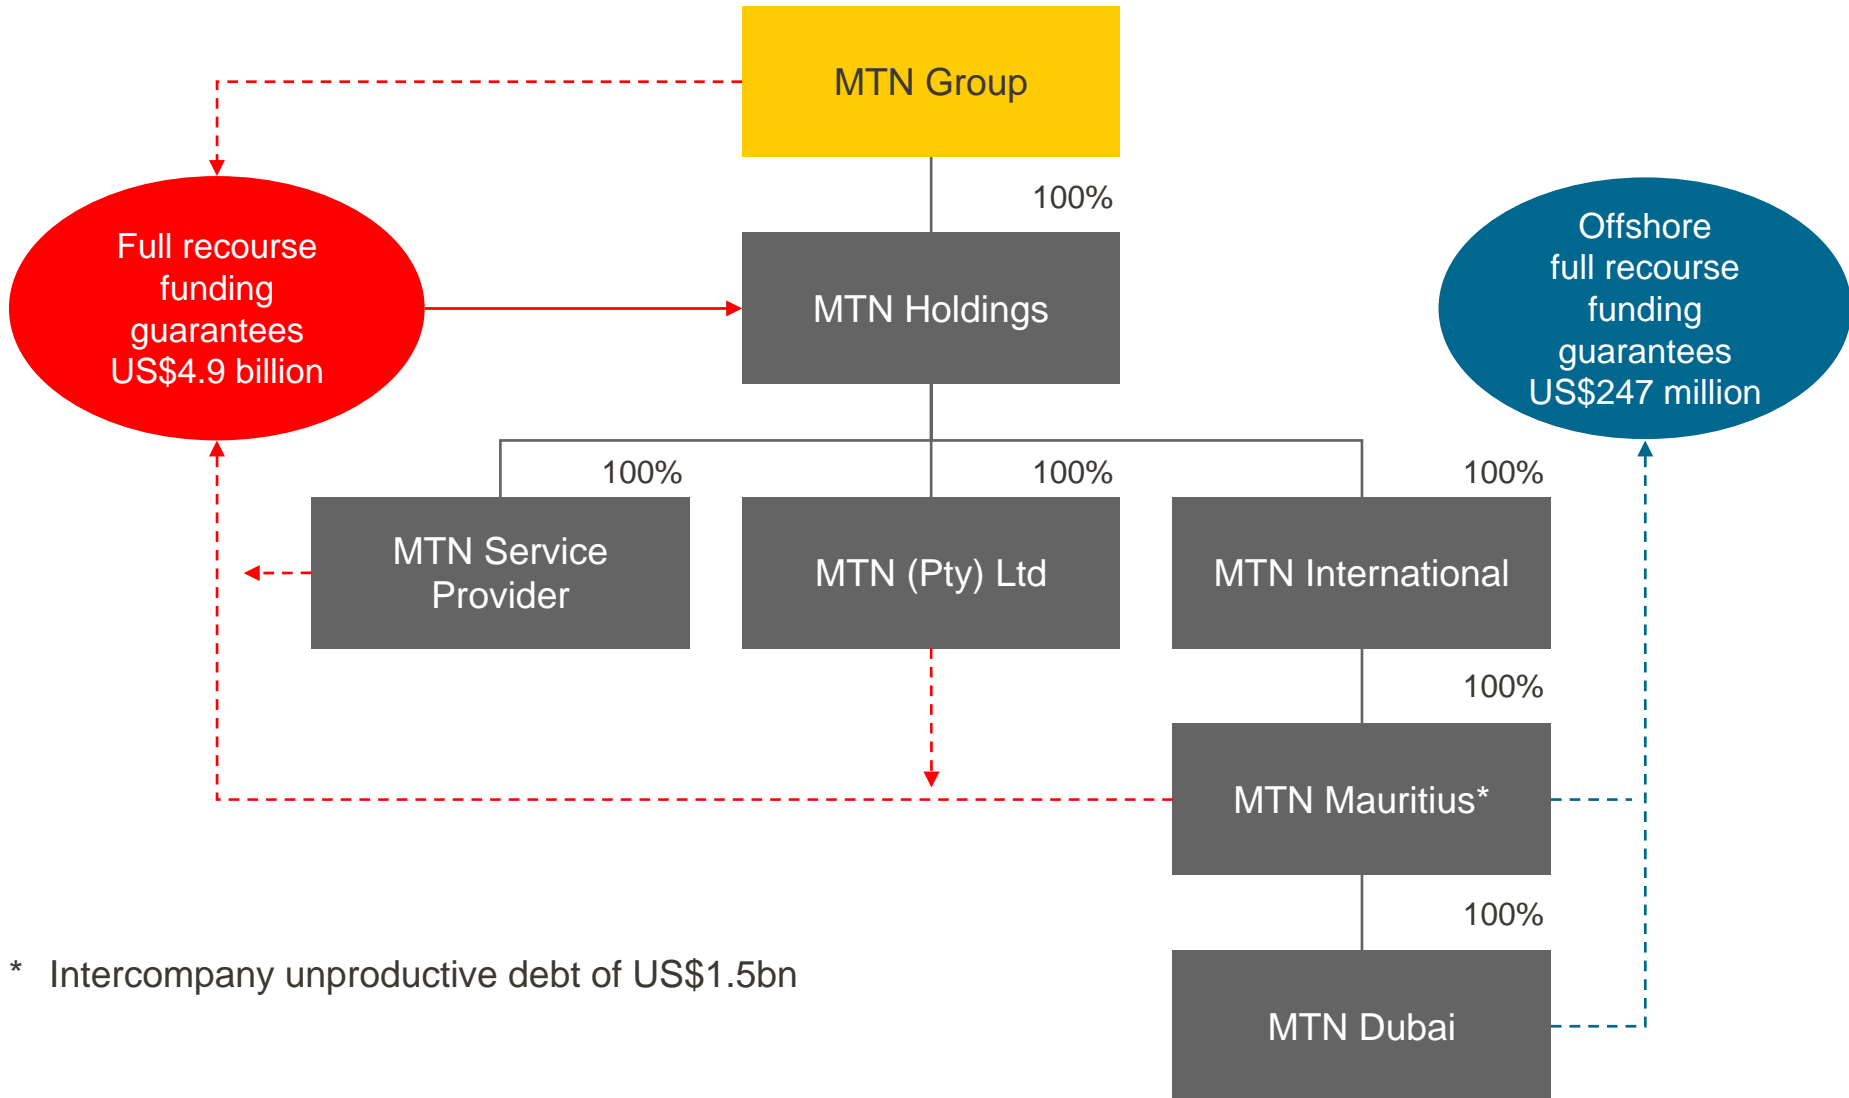 MTN Group
100%
Full recourse
funding
guarantees
US$4.9 billion
MTN Holdings
Offshore
full recourse
funding
guarantees
US$247 million
100%
100%
100%
MTN Service
Provider
MTN (Pty) Ltd
MTN International
100%
MTN Mauritius*
100%
* Intercompany unproductive debt of US$1.5bn
MTN Dubai